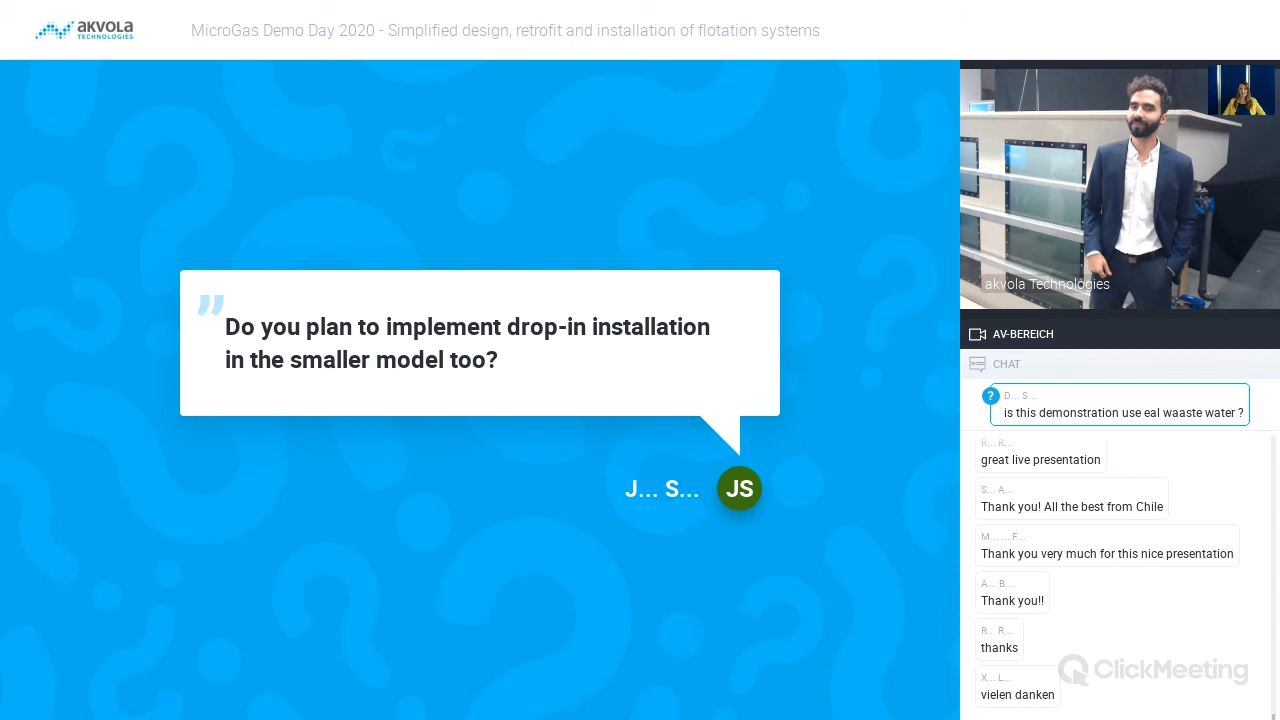 akvola
TECHNOLOGIES
MicroGas Demo Day 2020 - Simplified design, retrofit and installation of flotation systems
"
Do you plan to implement drop-in installation
in the smaller model too?
J... S...
JS
akvola Technologies
AV-BEREICH
CHAT
?
D... S...
is this demonstration use eal waaste water ?
R... R...
great live presentation
S... A...
Thank you! All the best from Chile
M... ... F...
Thank you very much for this nice presentation
A... B...
Thank you!!
R... R...
thanks
X... L...
vielen danken
ClickMeeting